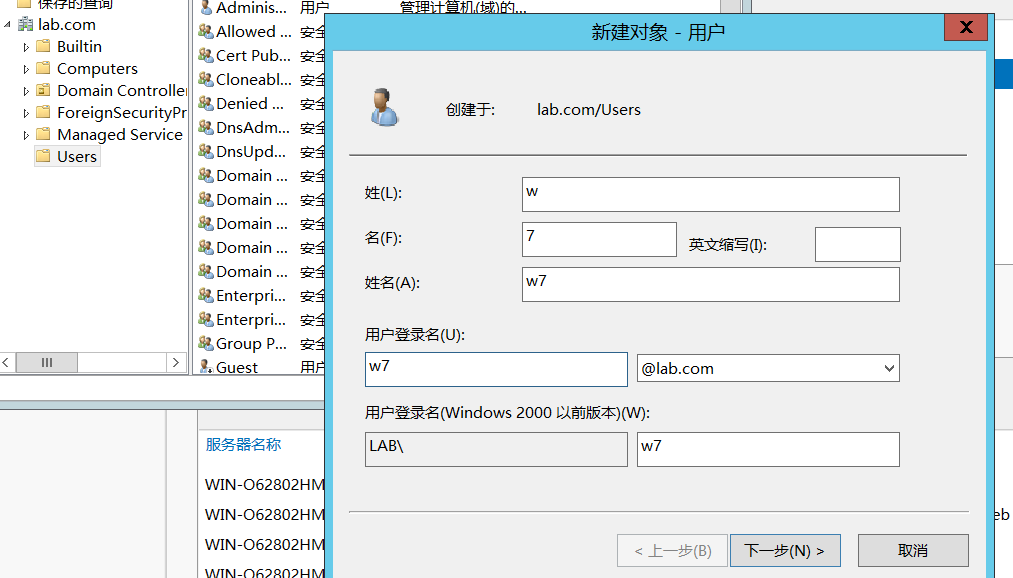 保存的查询
lab.com
Builtin
Computers
Domain Controller
ForeignSecurityPr
Managed Service
Users
Adminis... 用户 管理计算机(域)的...
Allowed ... 安全
Cert Pub... 安全
Cloneabl... 安全
Denied ... 安全
DnsAdm... 安全
DnsUpd... 安全
Domain ... 安全
Domain ... 安全
Domain ... 安全
Domain ... 安全
Domain ... 安全
Enterpri... 安全
Enterpri... 安全
Group P... 安全
Guest 用户
服务器名称
WIN-O62802HM
WIN-O62802HM
WIN-O62802HM
WIN-O62802HM
新建对象 - 用户
X
创建于: lab.com/Users
姓(L): w
名(F): 7 英文缩写(I):
姓名(A): w7
用户登录名(U):
w7 @lab.com
用户登录名(Windows 2000 以前版本)(W):
LAB\ w7
< 上一步(B) 下一步(N) > 取消
eb